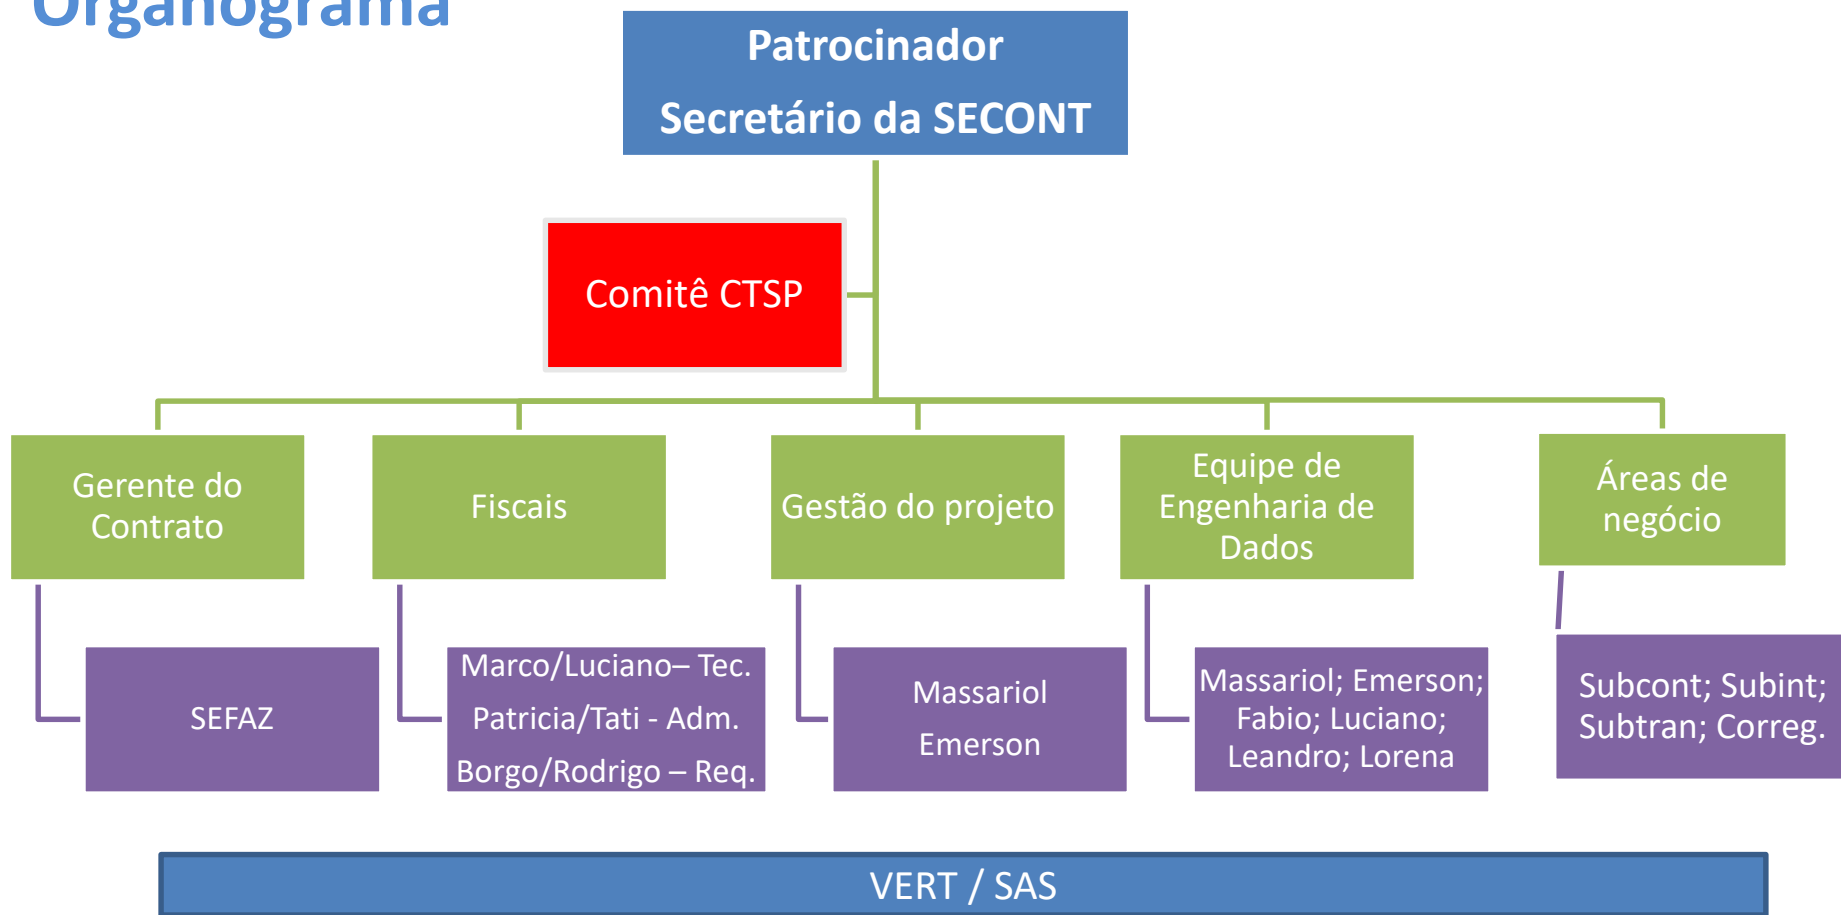 Organograma
Patrocinador
Secretário da SECONT
Comitê CTSP
Gerente do
Contrato
Fiscais
Gestão do projeto
Equipe de
Engenharia de
Dados
Áreas de
negócio
SEFAZ
Marco/Luciano– Tec.
Patricia/Tati - Adm.
Borgo/Rodrigo – Req.
Massariol
Emerson
Massariol; Emerson;
Fabio; Luciano;
Leandro; Lorena
Subcont; Subint;
Subtran; Correg.
VERT / SAS